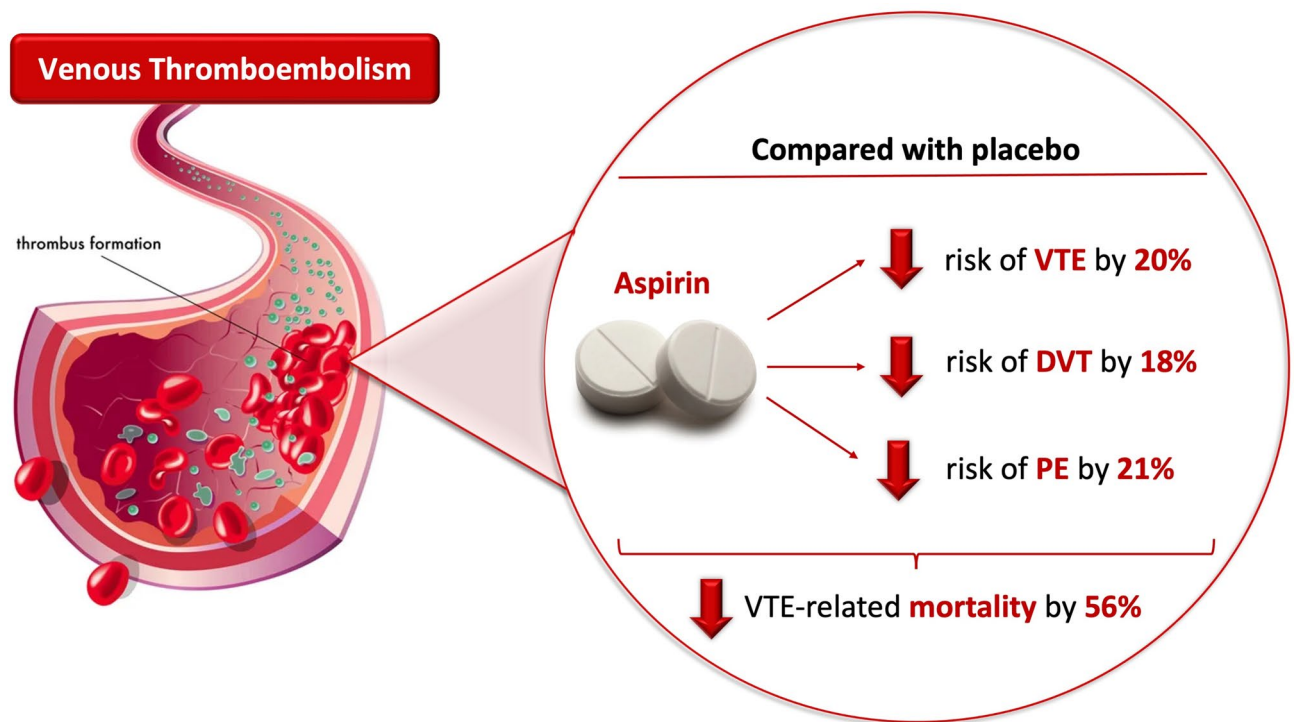 Venous Thromboembolism
thrombus formation
Compared with placebo
Aspirin
risk of VTE by 20%
risk of DVT by 18%
risk of PE by 21%
VTE-related mortality by 56%